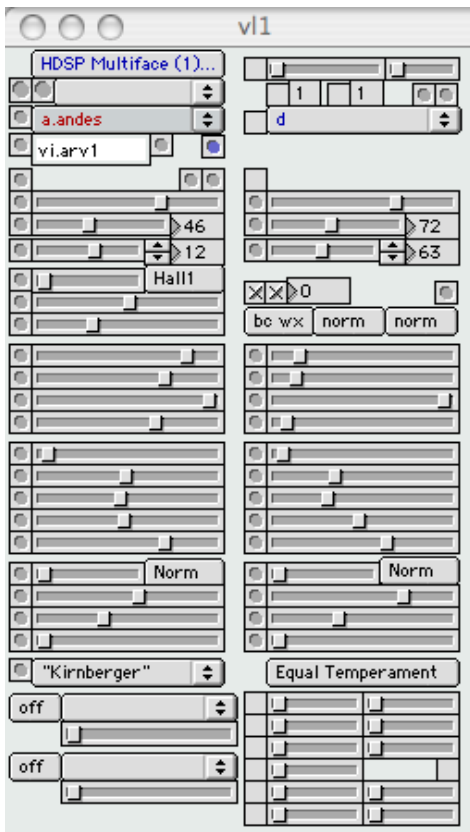 vl1
HDSP Multiface (1)...
1 1
a.andes d
vi.arv1
46 72
12 63
Hall1
0
bc wx norm norm
Norm Norm
"Kirnberger" Equal Temperament
off
off